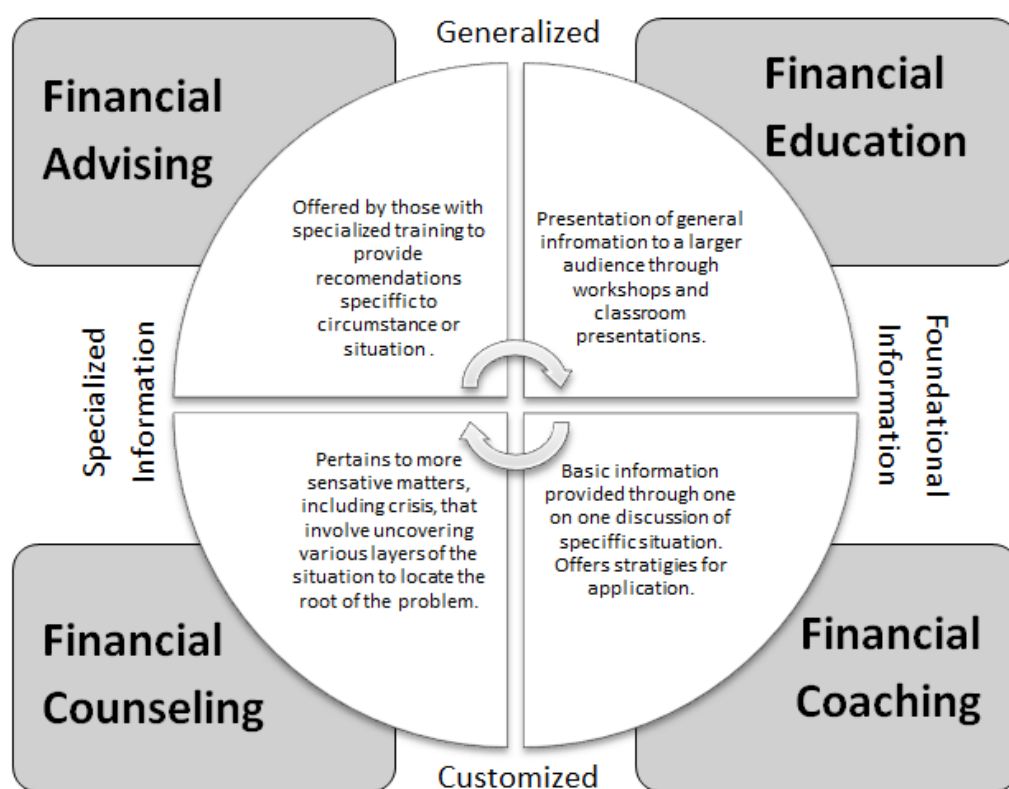 Generalized
Financial
Advising
Financial
Education
Offered by those with
specialized training to
provide
recomendations
speciffic to
circumstance or
situation .
Presentation of general
infromation to a larger
audience through
workshops and
classroom
presentations.
Specialized
Information
Foundational
Information
Pertains to more
sensative matters,
including crisis, that
involve uncovering
various layers of the
situation to locate the
root of the problem.
Basic information
provided through one
on one discussion of
speciffic situation.
Offers stratigies for
application.
Financial
Counseling
Financial
Coaching
Customized